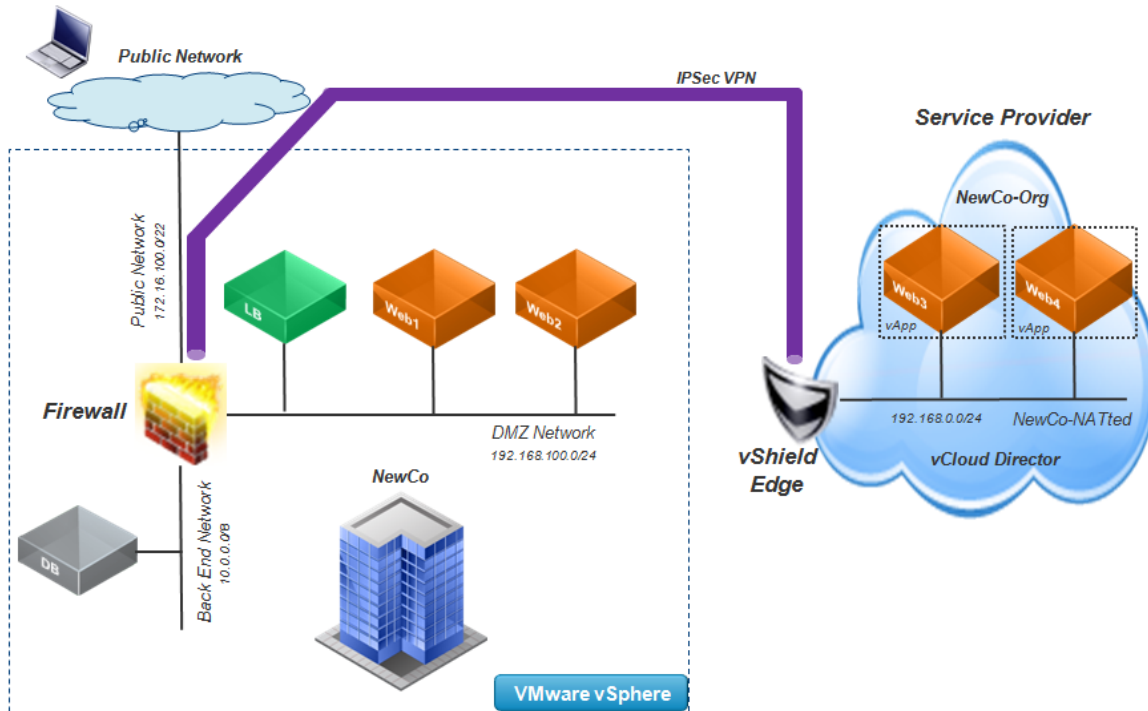 Public Network
IPSec VPN
Service Provider
NewCo-Org
Public Network
172.16.100.0/22
LB
Web1
Web2
Web3
Web4
vApp
vApp
Firewall
DMZ Network
192.168.100.0/24
192.168.0.0/24
NewCo-NATted
vShield
Edge
vCloud Director
NewCo
DB
Back End Network
10.0.0.0/8
VMware vSphere